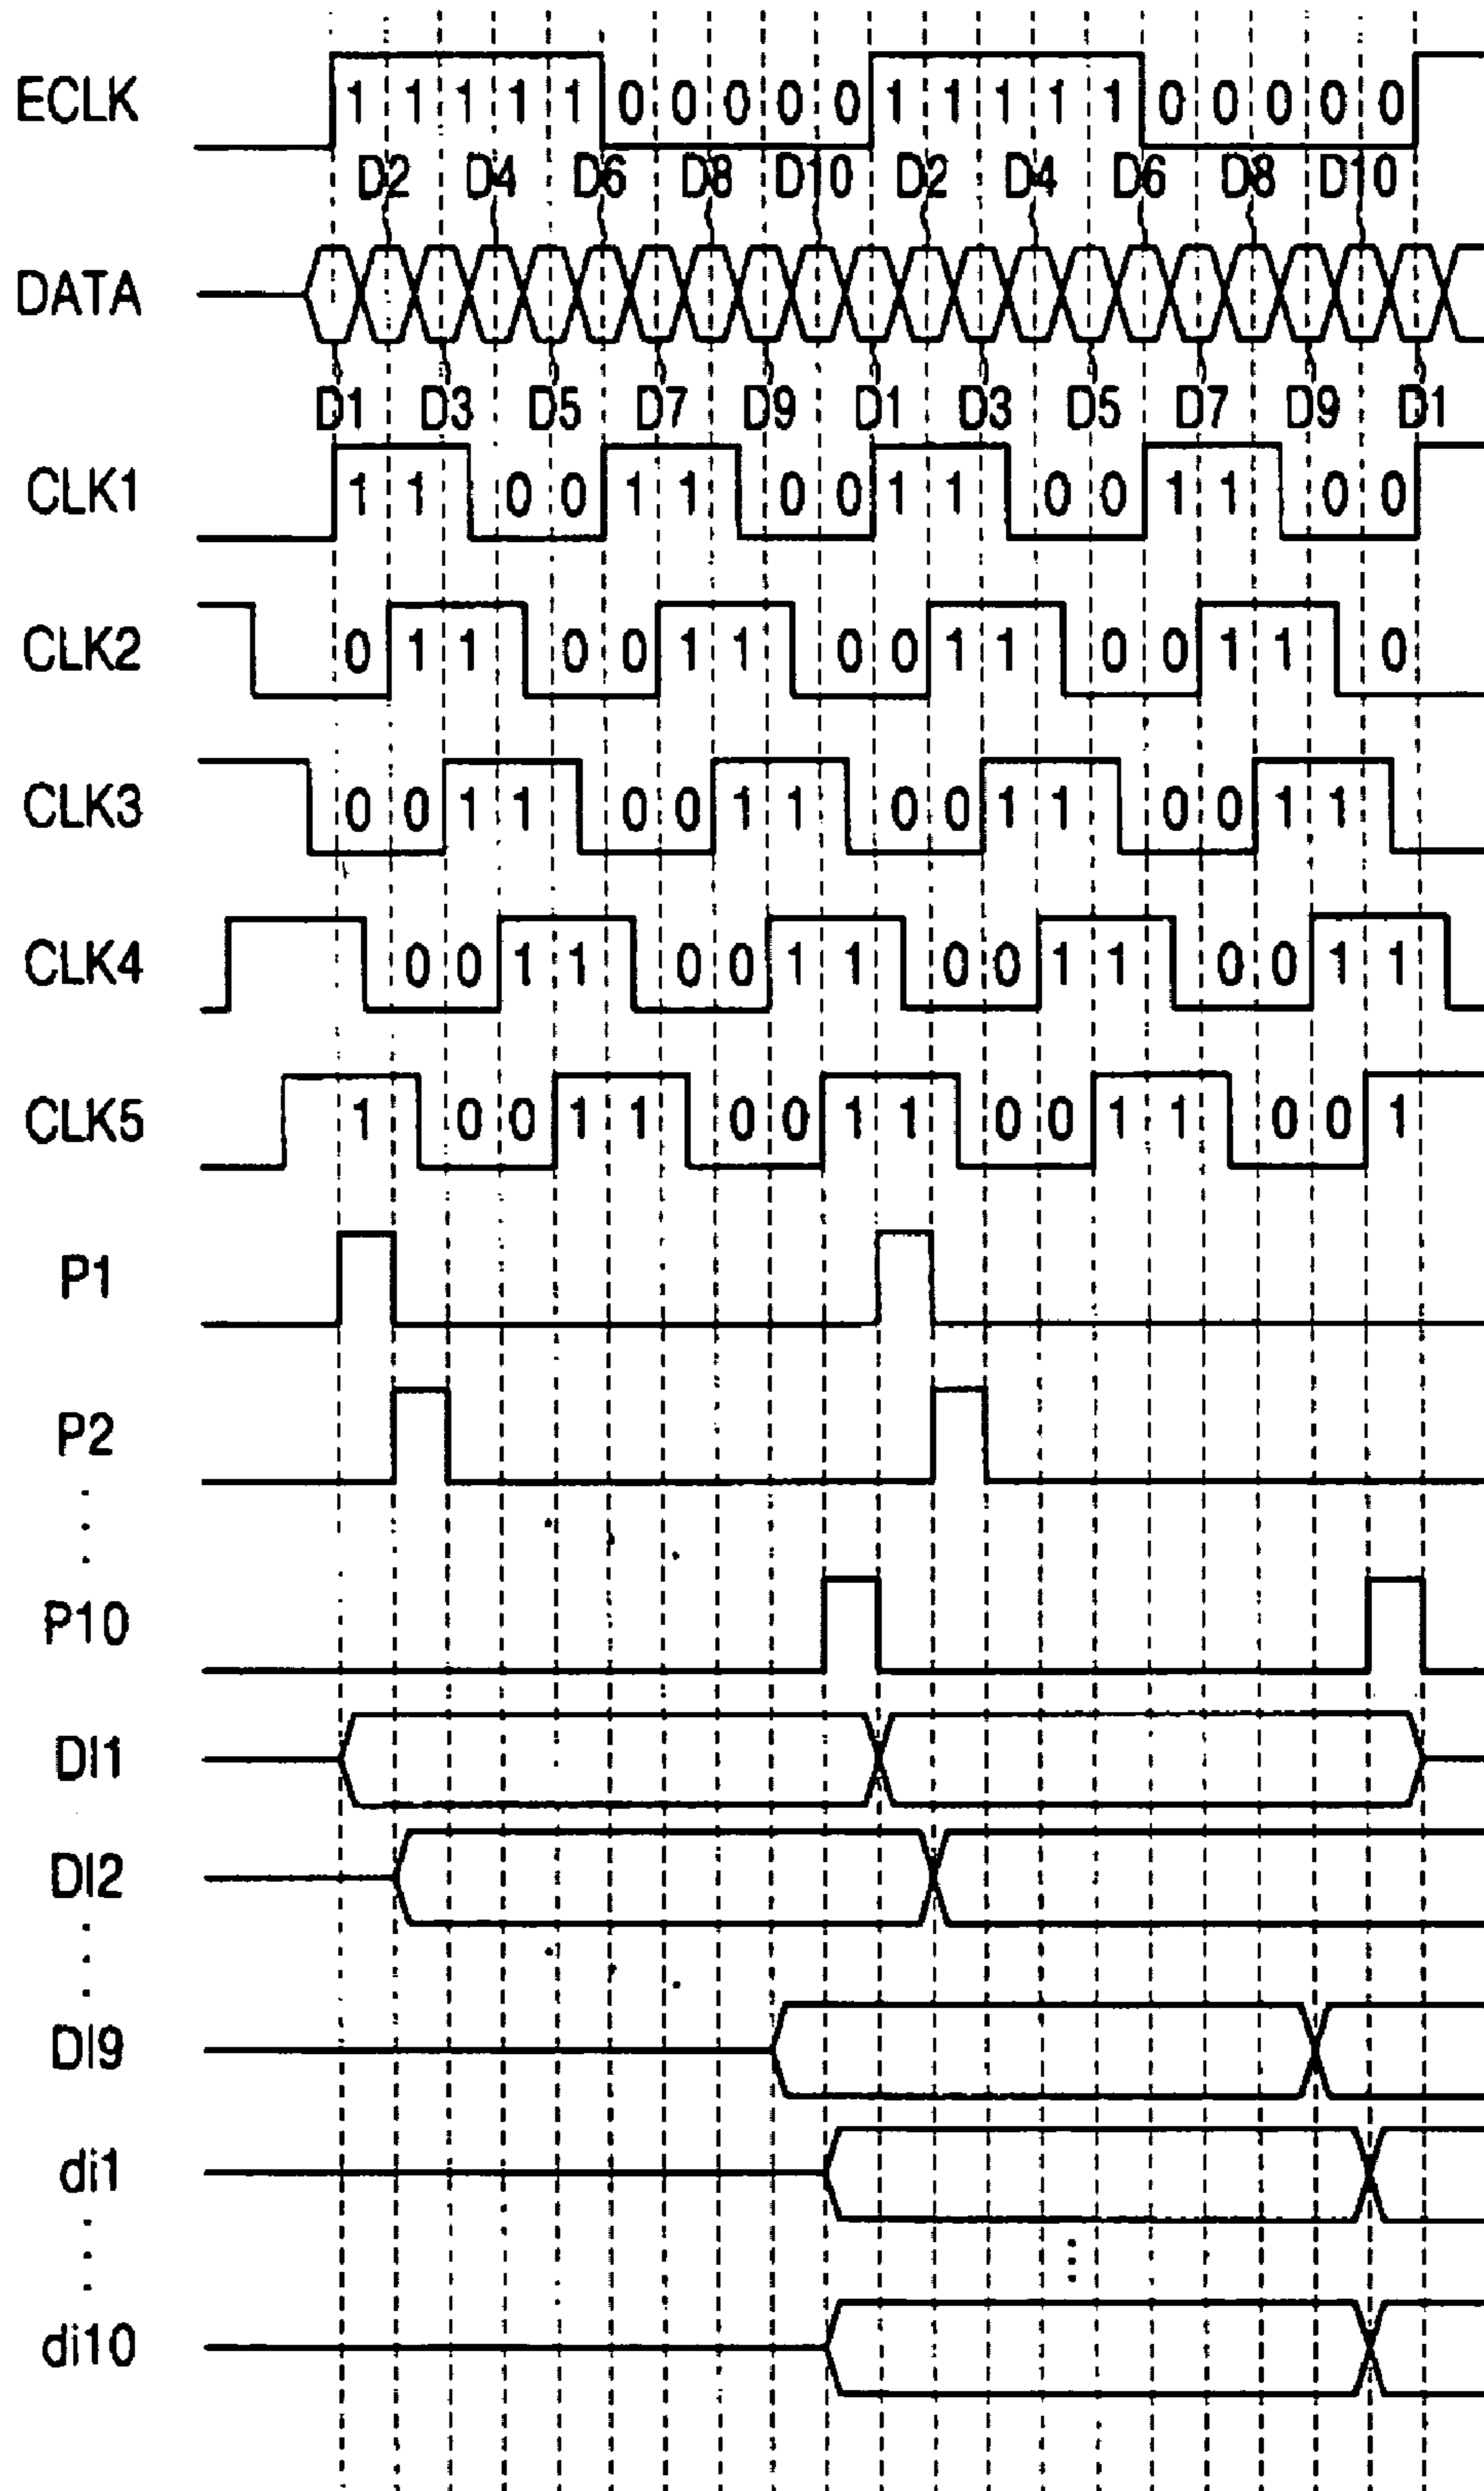 ECLK 1 1 1 1 1 0 0 0 0 0 1 1 1 1 1 0 0 0 0 0
D2 D4 D6 D8 D10 D2 D4 D6 D8 D10
DATA
D1 D3 D5 D7 D9 D1 D3 D5 D7 D9 D1
CLK1 1 1 0 0 1 1 0 0 1 1 0 0 1 1 0 0
CLK2 0 1 1 0 0 1 1 0 0 1 1 0 0 1 1 0
CLK3 0 0 1 1 0 0 1 1 0 0 1 1 0 0 1 1
CLK4 0 0 1 1 0 0 1 1 0 0 1 1 0 0 1 1
CLK5 1 0 0 1 1 0 0 1 1 0 0 1 1 0 0 1
P1
P2
P10
DI1
DI2
DI9
di1
di10